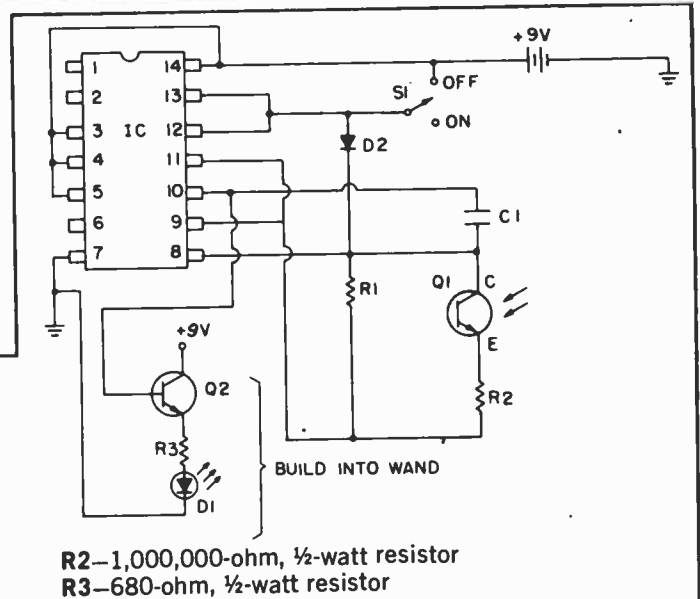 +9V
1 14
OFF
2 13
S1
3 IC 12
ON
D2
4 11
5 10
C1
6 9
7 8
Q1 C
R1
E
+9V
Q2
R2
R3
BUILD INTO WAND
D1
R2—1,000,000-ohm, ½-watt resistor
R3—680-ohm, ½-watt resistor